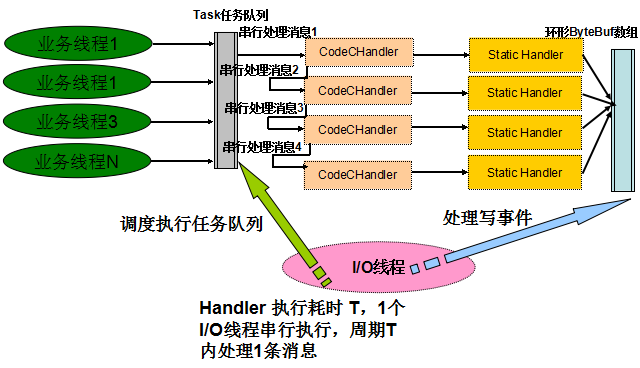 Task任务队列
环形ByteBuf数组
业务线程1
串行处理消息1
CodeCHandler
Static Handler
业务线程1
串行处理消息2
CodeCHandler
Static Handler
业务线程3
串行处理消息3
CodeCHandler
Static Handler
业务线程N
串行处理消息4
CodeCHandler
Static Handler
调度执行任务队列
处理写事件
I/O线程
Handler 执行耗时 T，1个
I/O线程串行执行，周期T
内处理1条消息